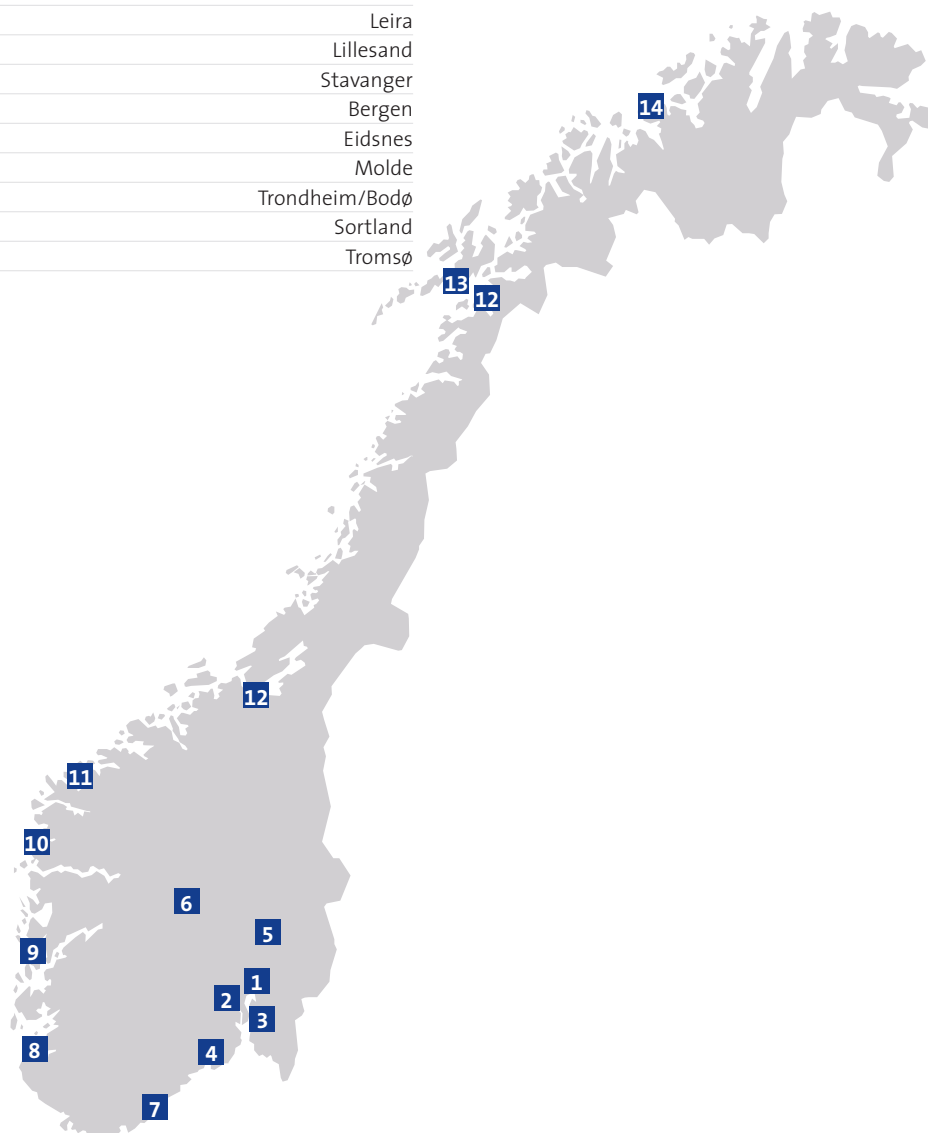 Leira
Lillesand
Stavanger
Bergen
Eidsnes
Molde
Trondheim/Bodø
Sortland
Tromsø
14
13
12
12
11
10
6
5
9
1
2
3
8
4
7